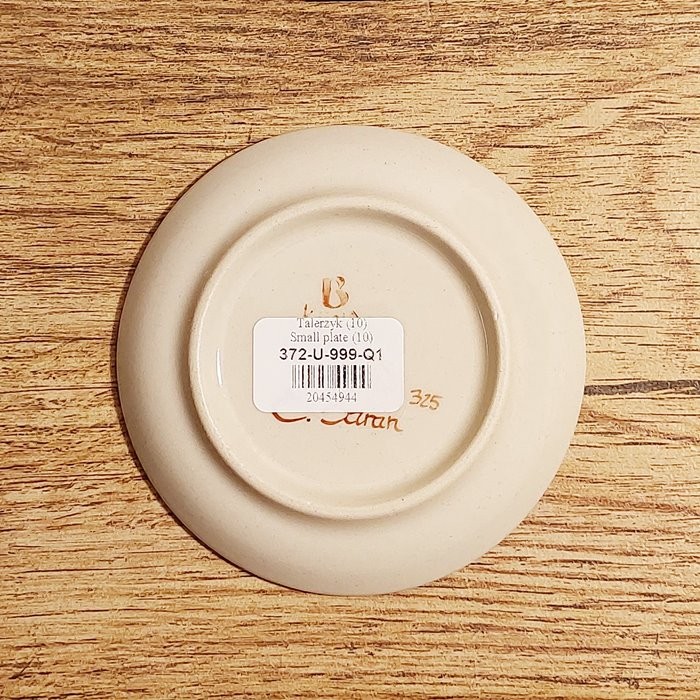 B
Talerzyk (10)
Small plate (10)
372-U-999-Q1
20454944
325